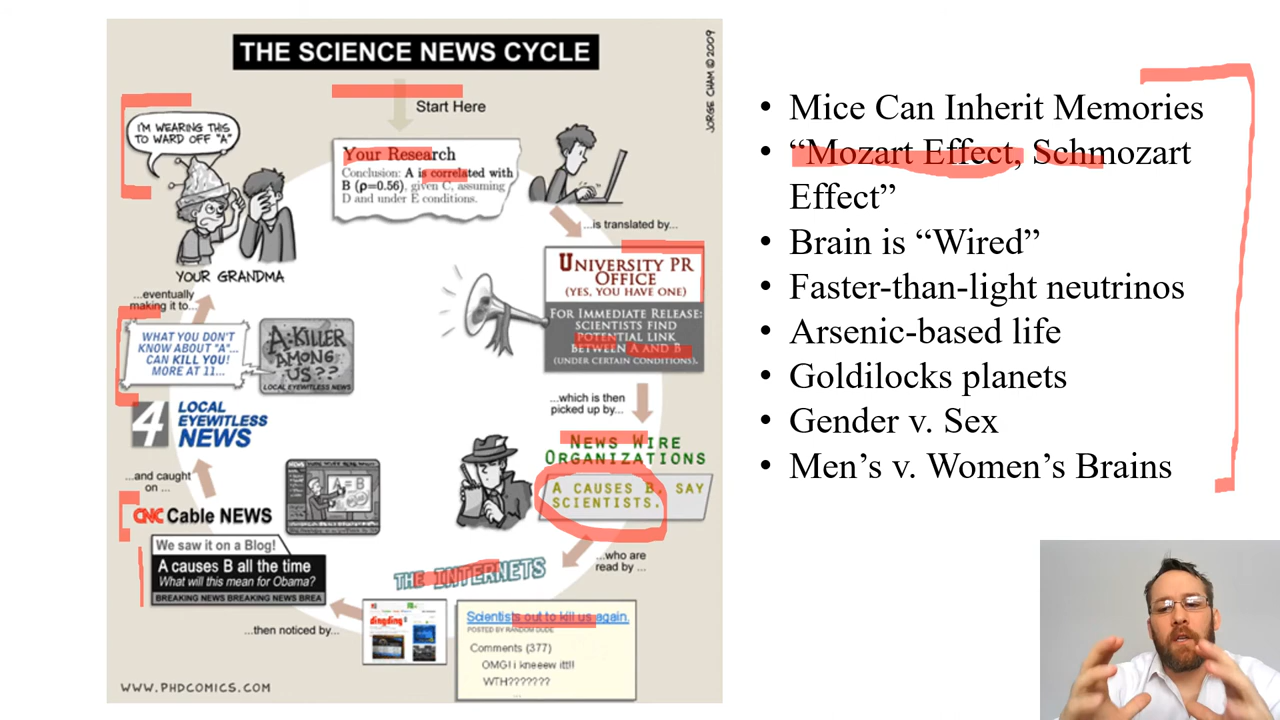 THE SCIENCE NEWS CYCLE
JORGE CHAM © 2009
Start Here
I'M WEARING THIS
TO WARD OFF "A"
Your Research
Conclusion: A is correlated with
B (ρ=0.56), given C, assuming
D and under E conditions.
...is translated by...
UNIVERSITY PR
OFFICE
(YES, YOU HAVE ONE)
FOR IMMEDIATE RELEASE:
SCIENTISTS FIND
POTENTIAL LINK
BETWEEN A AND B
(UNDER CERTAIN CONDITIONS).
...which is then
picked up by...
NEWS WIRE
ORGANIZATIONS
A CAUSES B, SAY
SCIENTISTS.
...who are
read by...
THE INTERNETS
Scientists out to kill us again.
POSTED BY RANDOM DUDE
Comments (377)
OMG! i kneeew it!!
WTH???????
...then noticed by...
We saw it on a Blog!
A causes B all the time
What will this mean for Obama?
BREAKING NEWS BREAKING NEWS BREA
CNC Cable NEWS
A = B
...and caught
on ...
4 LOCAL
EYEWITLESS
NEWS
WHAT YOU DON'T
KNOW ABOUT "A"...
CAN KILL YOU!
MORE AT 11...
A: KILLER
AMONG
US??
LOCAL EYEWITLESS NEWS
...eventually
making it to...
YOUR GRANDMA
WWW.PHDCOMICS.COM
• Mice Can Inherit Memories
• “Mozart Effect, Schmozart
Effect”
• Brain is “Wired”
• Faster-than-light neutrinos
• Arsenic-based life
• Goldilocks planets
• Gender v. Sex
• Men’s v. Women’s Brains